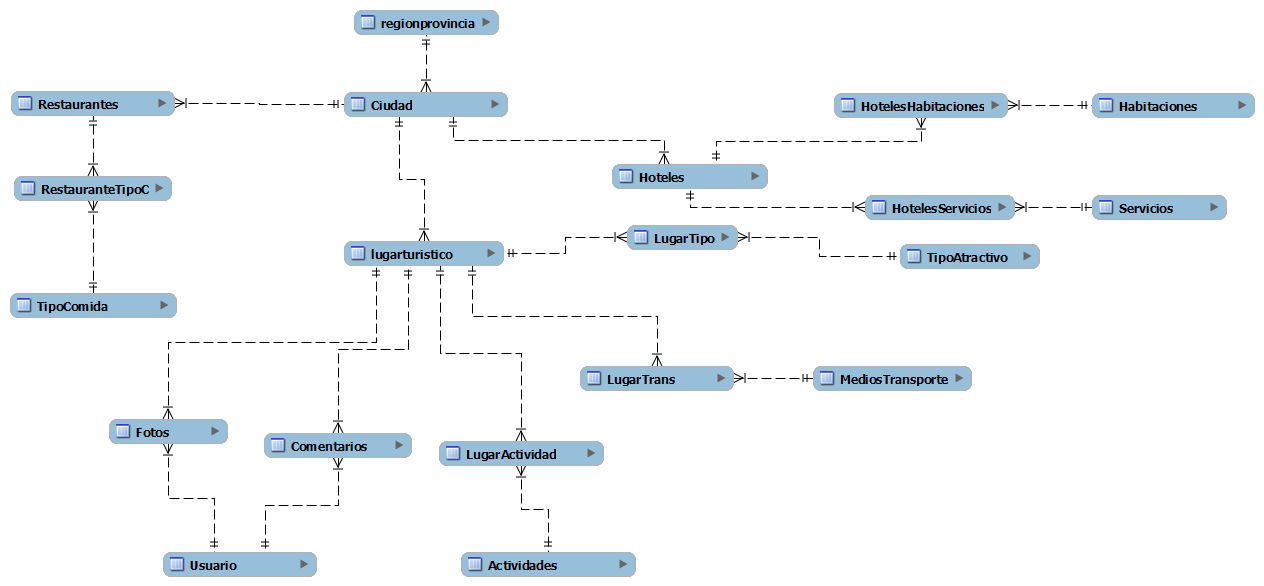 regionprovincia
Restaurantes
Ciudad
HotelesHabitaciones
Habitaciones
Hoteles
RestauranteTipoC
HotelesServicios
Servicios
LugarTipo
lugarturistico
TipoAtractivo
TipoComida
LugarTrans
MediosTransporte
Fotos
Comentarios
LugarActividad
Usuario
Actividades